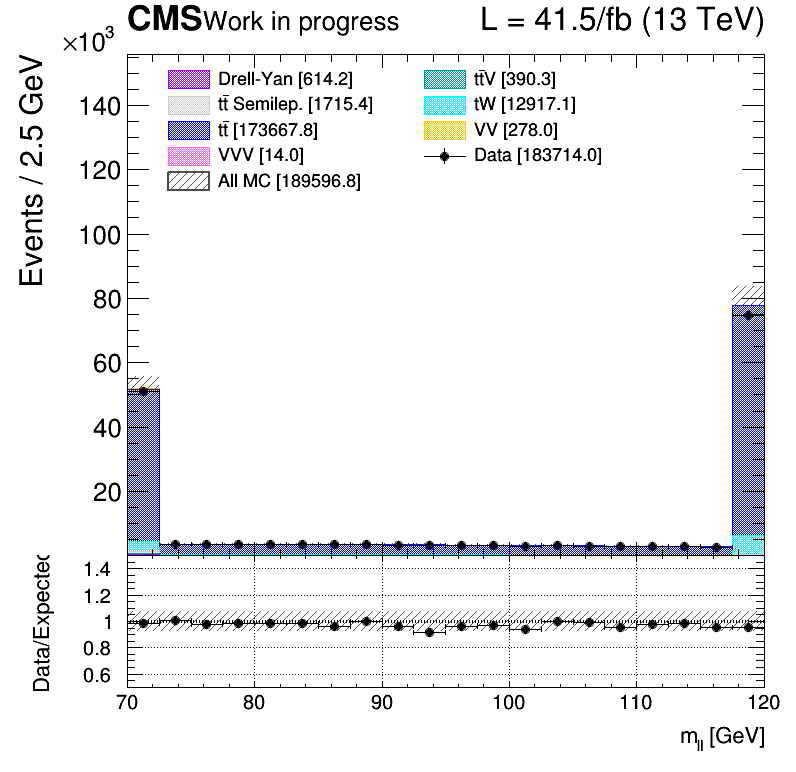 CMS Work in progress L = 41.5/fb (13 TeV)
×10³
Events / 2.5 GeV
Drell-Yan [614.2]
tt̄ Semilep. [1715.4]
tt̄ [173667.8]
VVV [14.0]
All MC [189596.8]
tt̄V [390.3]
tW [12917.1]
VV [278.0]
Data [183714.0]
140
120
100
80
60
40
20
Data/Expected
1.4
1.2
1
0.8
0.6
70 80 90 100 110 120
m_ll [GeV]